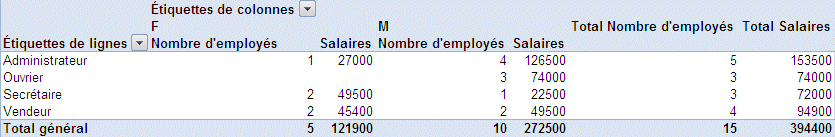 Étiquettes de colonnes
F M Total Nombre d'employés Total Salaires
Étiquettes de lignes Nombre d'employés Salaires Nombre d'employés Salaires
Administrateur 1 27000 4 126500 5 153500
Ouvrier 3 74000 3 74000
Secrétaire 2 49500 1 22500 3 72000
Vendeur 2 45400 2 49500 4 94900
Total général 5 121900 10 272500 15 394400